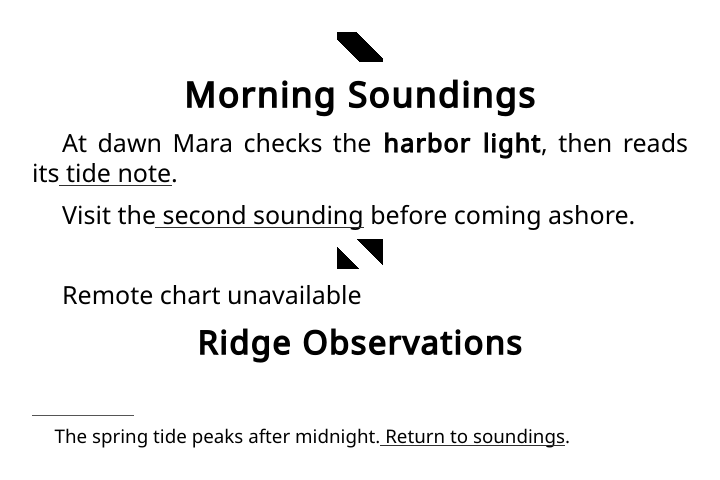 Morning Soundings
At dawn Mara checks the harbor light, then reads
its tide note.
Visit the second sounding before coming ashore.
Remote chart unavailable
Ridge Observations
The spring tide peaks after midnight. Return to soundings.